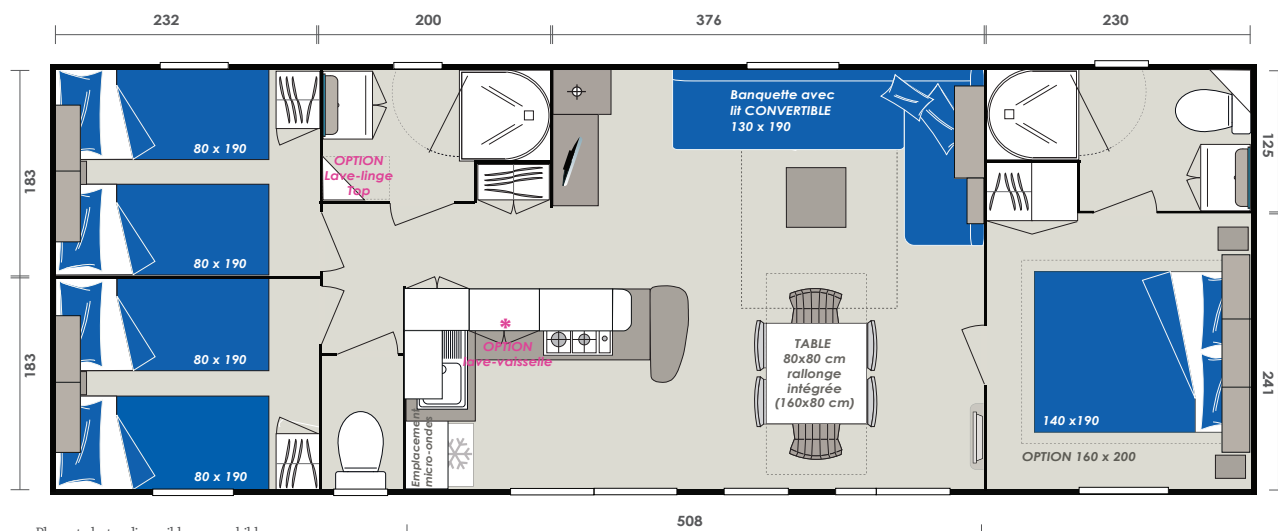 232
200
376
230
183
183
125
241
80 x 190
80 x 190
80 x 190
80 x 190
OPTION
Lave-linge
Top
Banquette avec
lit CONVERTIBLE
130 x 190
*
OPTION
lave-vaisselle
Emplacement
micro-ondes
TABLE
80x80 cm
rallonge
intégrée
(160x80 cm)
140 x190
OPTION 160 x 200
508